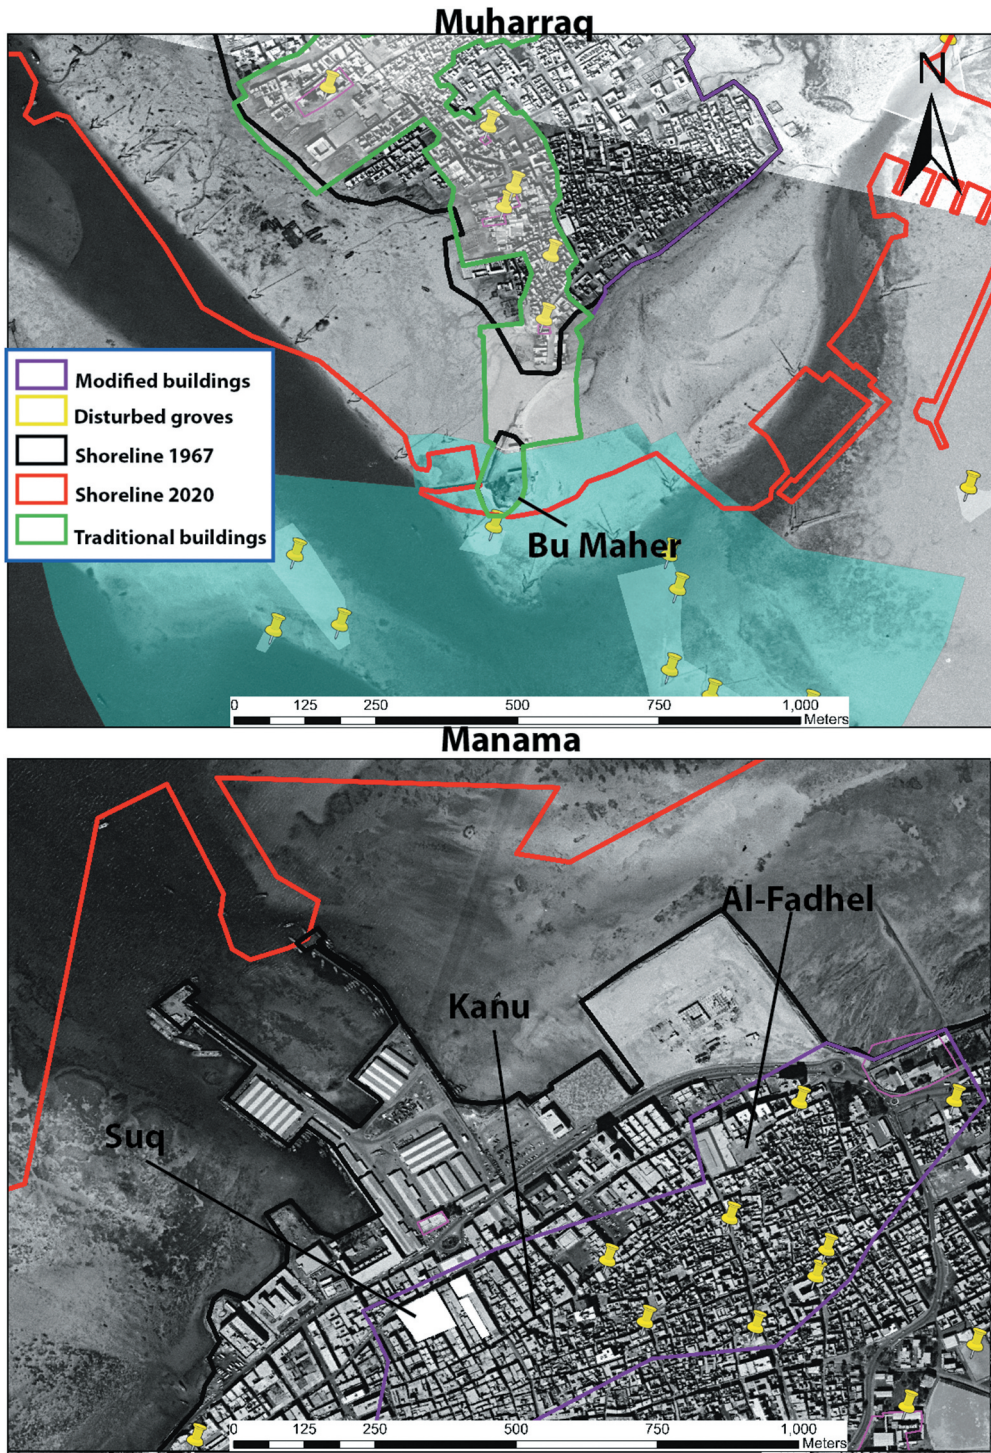 Muharraq
N
Modified buildings
Disturbed groves
Shoreline 1967
Shoreline 2020
Traditional buildings
Bu Maher
0 125 250 500 750 1,000
Meters
Manama
Al-Fadhel
Kanu
Suq
0 125 250 500 750 1,000
Meters